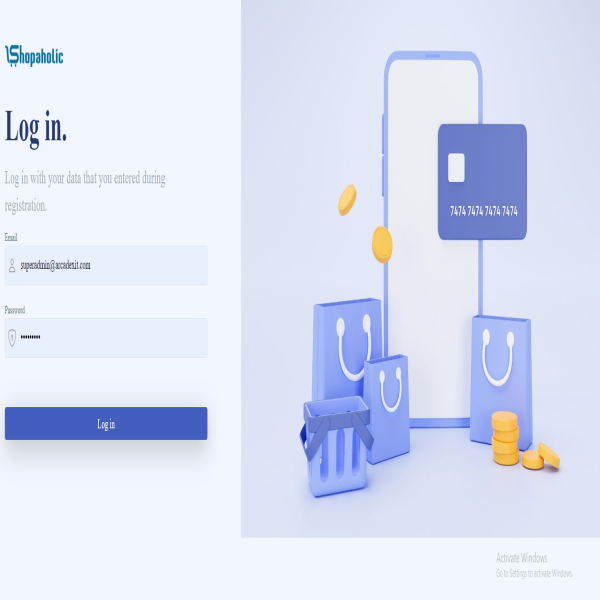 Shopaholic
Log in.
Log in with your data that you entered during
registration.
Email
superadmin@arcadexit.com
Password
•••••••••
Log in
7474 7474 7474 7474
Activate Windows
Go to Settings to activate Windows.